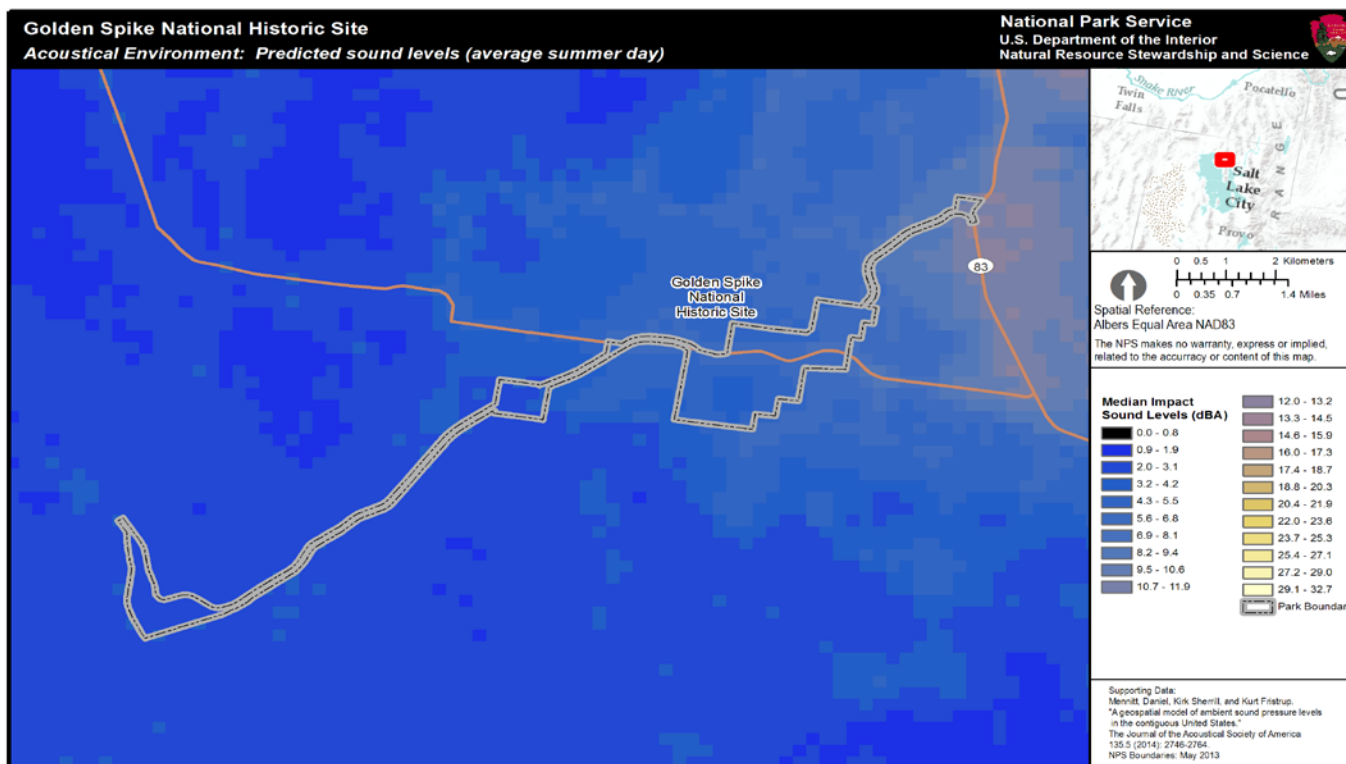 Golden Spike National Historic Site
Acoustical Environment: Predicted sound levels (average summer day)
National Park Service
U.S. Department of the Interior
Natural Resource Stewardship and Science
Golden Spike
National
Historic Site
83
Snake River
Twin
Falls
Pocatello
RANGE
Salt
Lake
City
Provo
0 0.5 1 2 Kilometers
0 0.35 0.7 1.4 Miles
Spatial Reference:
Albers Equal Area NAD83
The NPS makes no warranty, express or implied,
related to the accurracy or content of this map.
Median Impact
Sound Levels (dBA)
0.0 - 0.8
0.9 - 1.9
2.0 - 3.1
3.2 - 4.2
4.3 - 5.5
5.6 - 6.8
6.9 - 8.1
8.2 - 9.4
9.5 - 10.6
10.7 - 11.9
12.0 - 13.2
13.3 - 14.5
14.6 - 15.9
16.0 - 17.3
17.4 - 18.7
18.8 - 20.3
20.4 - 21.9
22.0 - 23.6
23.7 - 25.3
25.4 - 27.1
27.2 - 29.0
29.1 - 32.7
Park Boundar
Supporting Data:
Mennitt, Daniel, Kirk Sherrill, and Kurt Fristrup.
"A geospatial model of ambient sound pressure levels
in the contiguous United States."
The Journal of the Acoustical Society of America
135.5 (2014): 2746-2764.
NPS Boundaries: May 2013